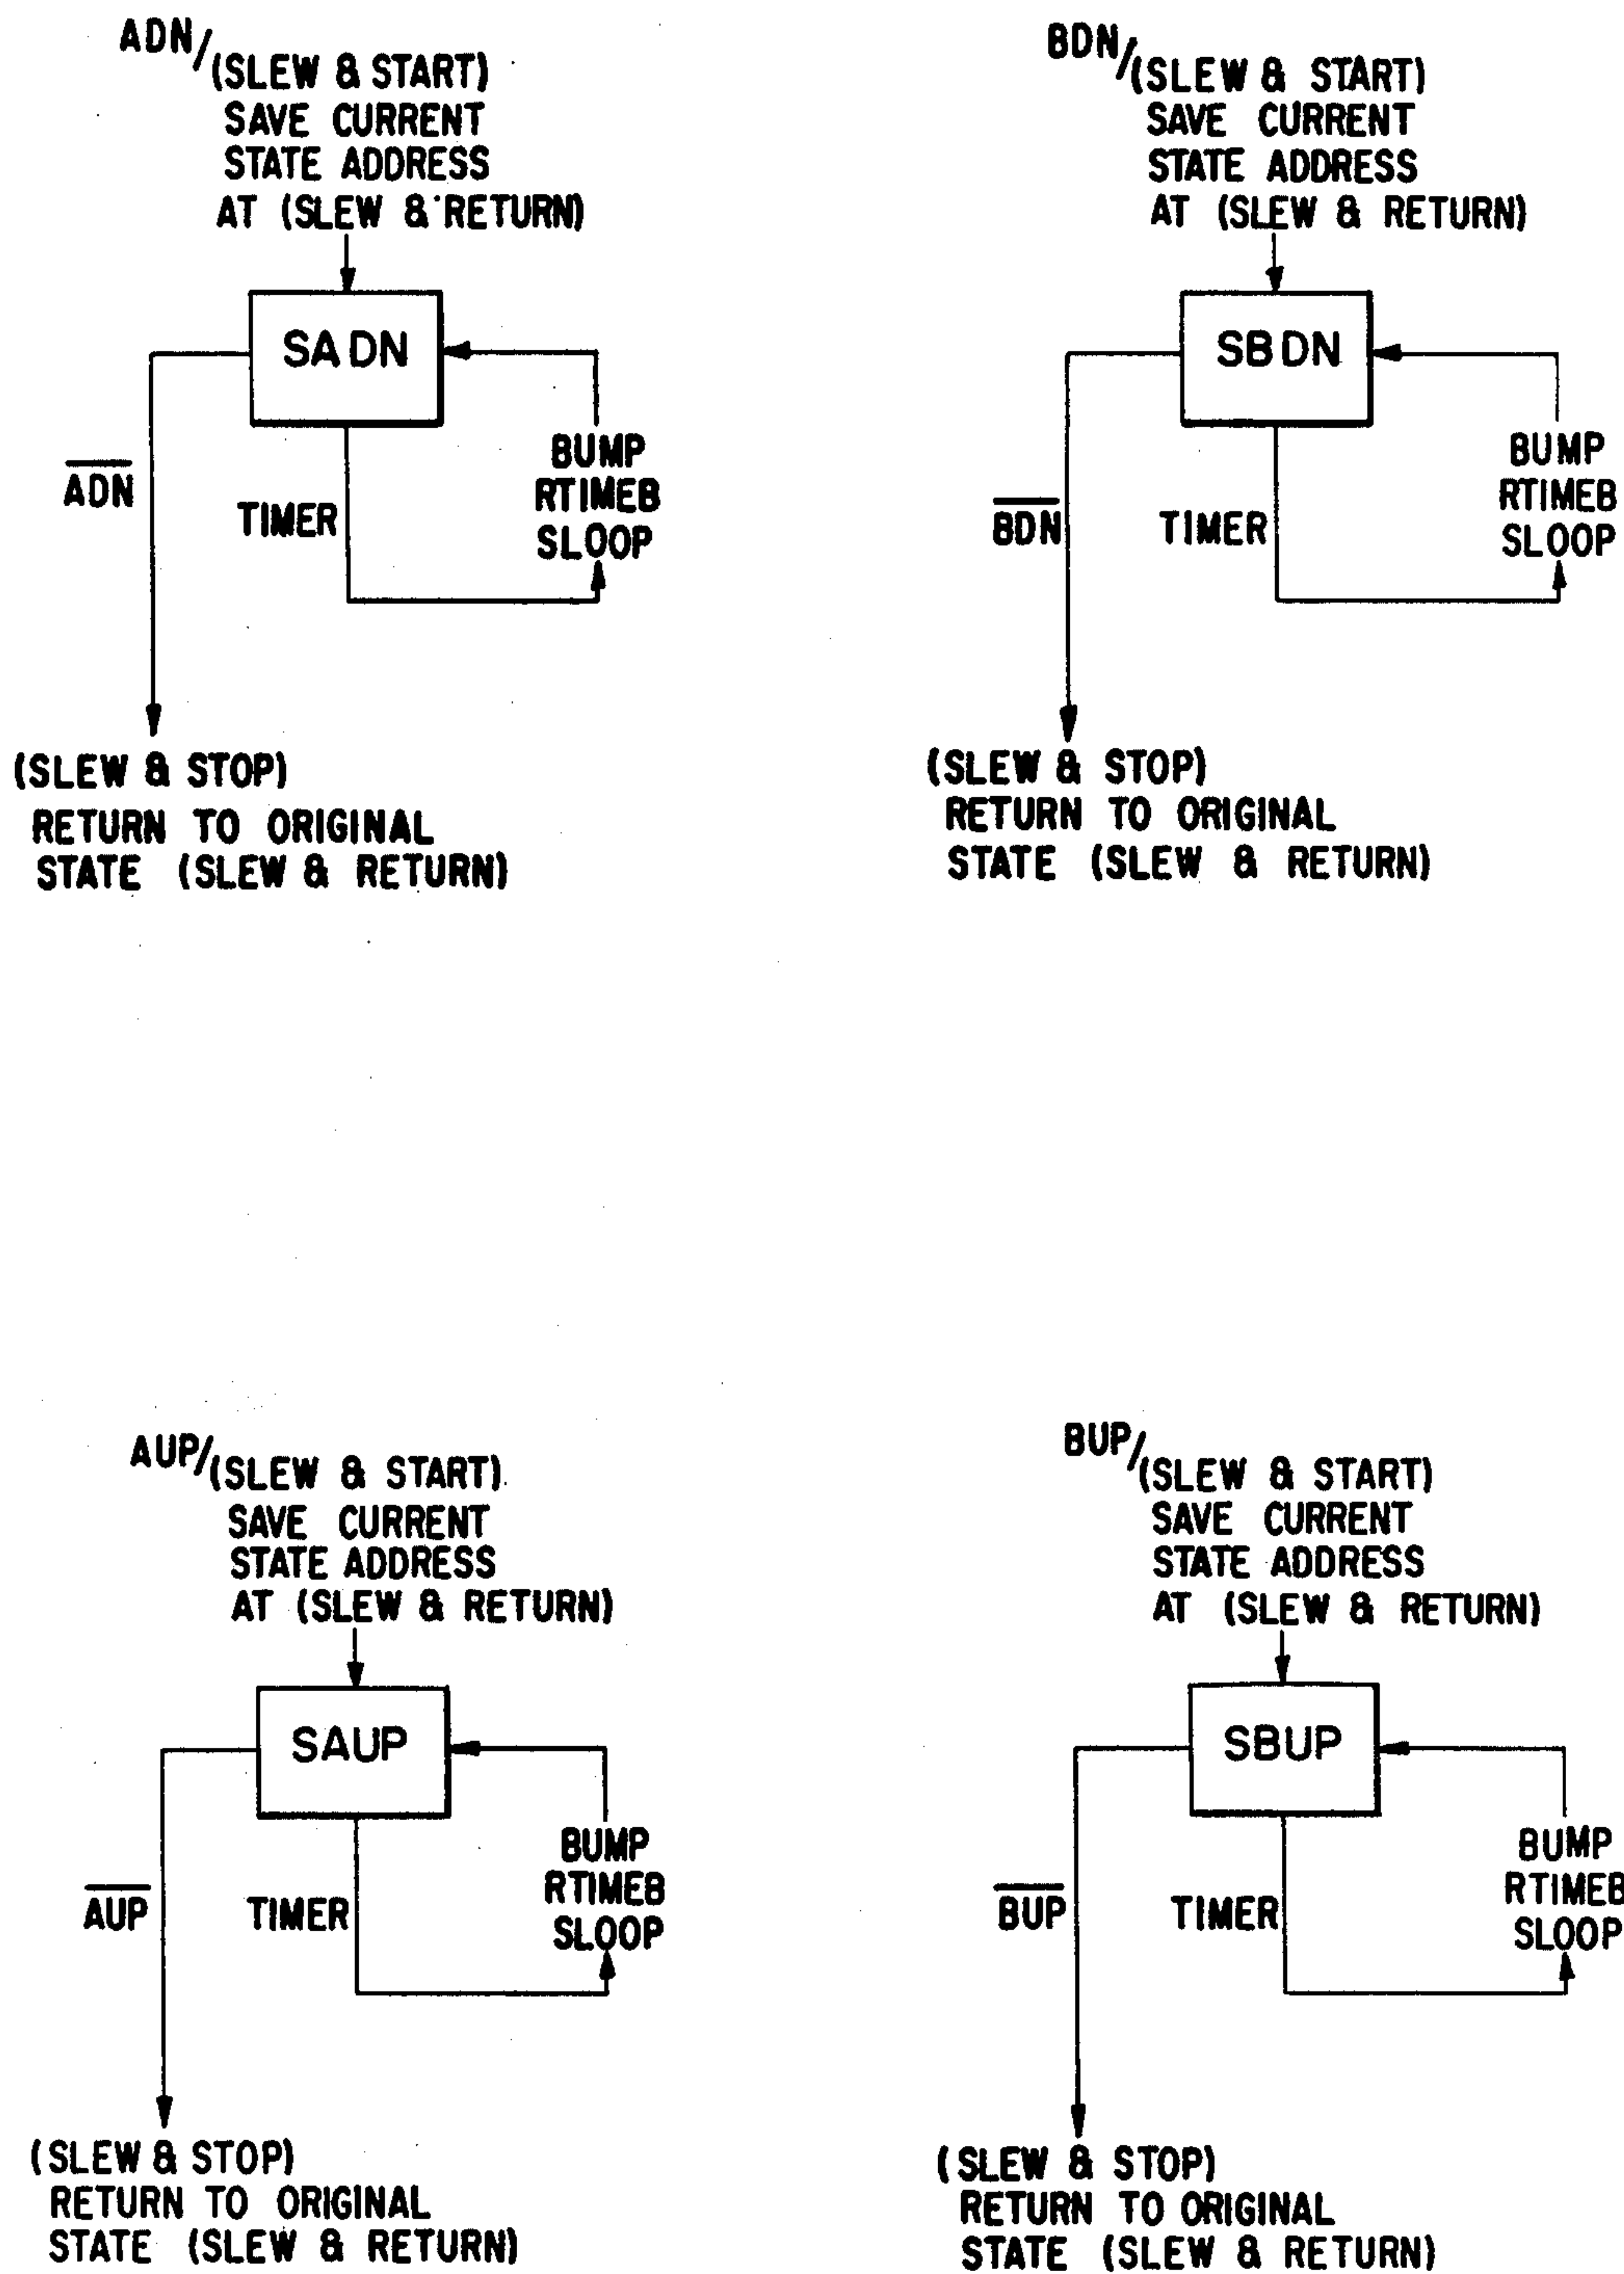 ADN/(SLEW & START)
SAVE CURRENT
STATE ADDRESS
AT (SLEW & RETURN)
SADN
A̅D̅N̅
TIMER
BUMP
RTIMEB
SLOOP
(SLEW & STOP)
RETURN TO ORIGINAL
STATE (SLEW & RETURN)
BDN/(SLEW & START)
SAVE CURRENT
STATE ADDRESS
AT (SLEW & RETURN)
SBDN
B̅D̅N̅
TIMER
BUMP
RTIMEB
SLOOP
(SLEW & STOP)
RETURN TO ORIGINAL
STATE (SLEW & RETURN)
AUP/(SLEW & START)
SAVE CURRENT
STATE ADDRESS
AT (SLEW & RETURN)
SAUP
A̅U̅P̅
TIMER
BUMP
RTIMEB
SLOOP
(SLEW & STOP)
RETURN TO ORIGINAL
STATE (SLEW & RETURN)
BUP/(SLEW & START)
SAVE CURRENT
STATE ADDRESS
AT (SLEW & RETURN)
SBUP
B̅U̅P̅
TIMER
BUMP
RTIMEB
SLOOP
(SLEW & STOP)
RETURN TO ORIGINAL
STATE (SLEW & RETURN)